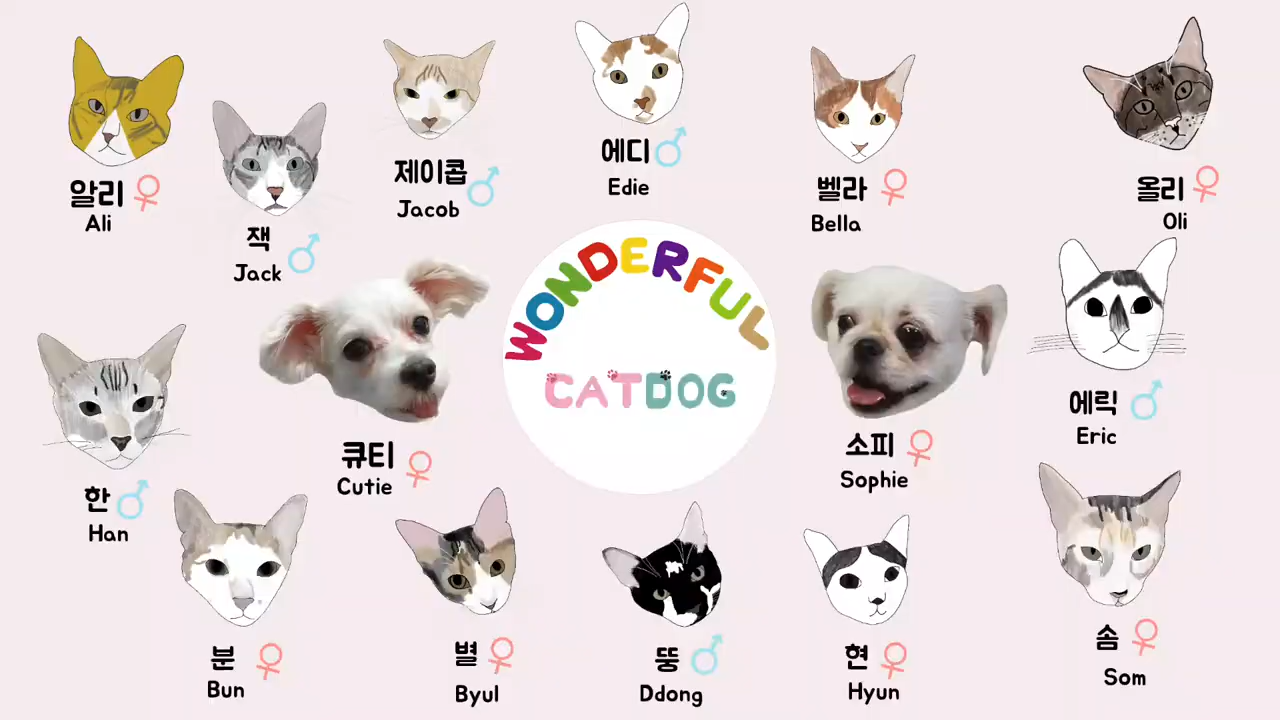 알리
Ali
잭
Jack
제이콥
Jacob
에디
Edie
벨라
Bella
올리
Oli
WONDERFUL
CATDOG
큐티
Cutie
소피
Sophie
에릭
Eric
한
Han
분
Bun
별
Byul
뚱
Ddong
현
Hyun
솜
Som